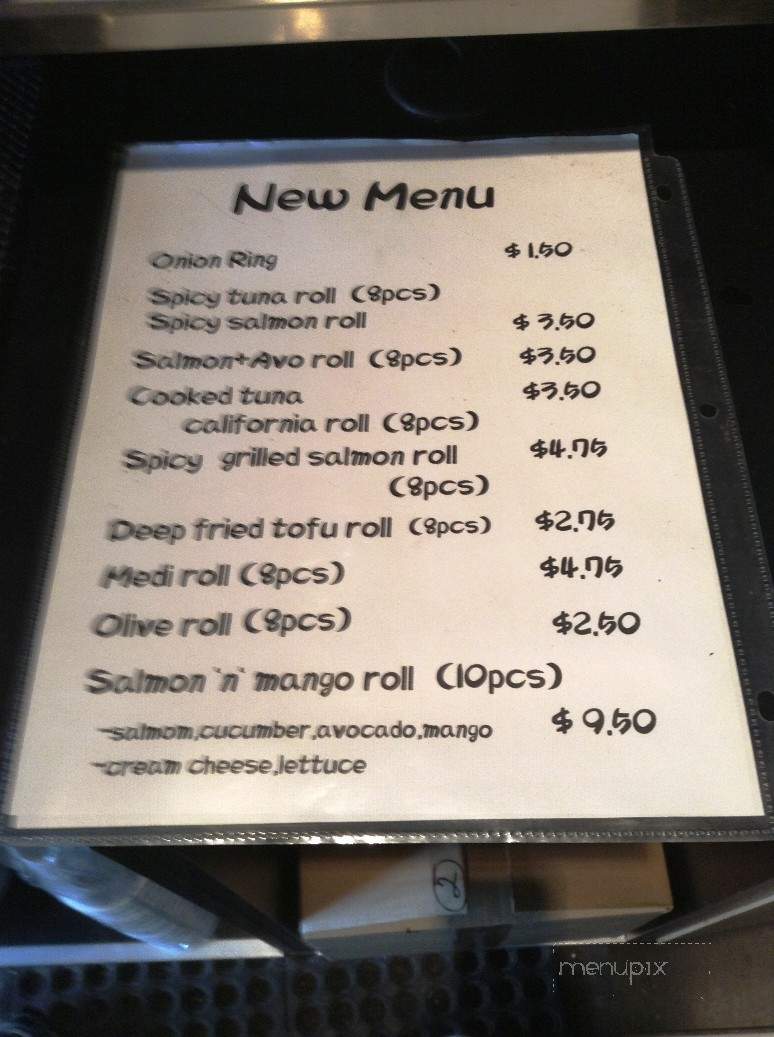 New Menu
Onion Ring $1.50
Spicy tuna roll (8pcs)
Spicy salmon roll $3.50
Salmon+Avo roll (8pcs) $3.50
Cooked tuna $3.50
california roll (8pcs)
Spicy grilled salmon roll $4.75
(8pcs)
Deep fried tofu roll (8pcs) $2.75
Medi roll (8pcs) $4.75
Olive roll (8pcs) $2.50
Salmon 'n' mango roll (10pcs)
-salmom,cucumber,avocado,mango $9.50
-cream cheese,lettuce
2
menupix